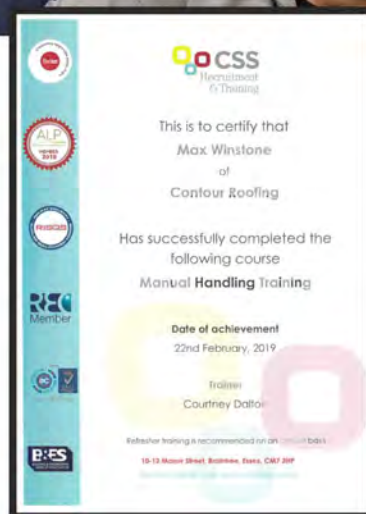 CSS
Recruitment
& Training
This is to certify that
Max Winstone
of
Contour Roofing
Has successfully completed the
following course
Manual Handling Training
Date of achievement
22nd February, 2019
Trainer
Courtney Dalton
Refresher training is recommended on an annual basis
10-12 Manor Street, Braintree, Essex, CM7 3HP
ALP
REC
Member
BES